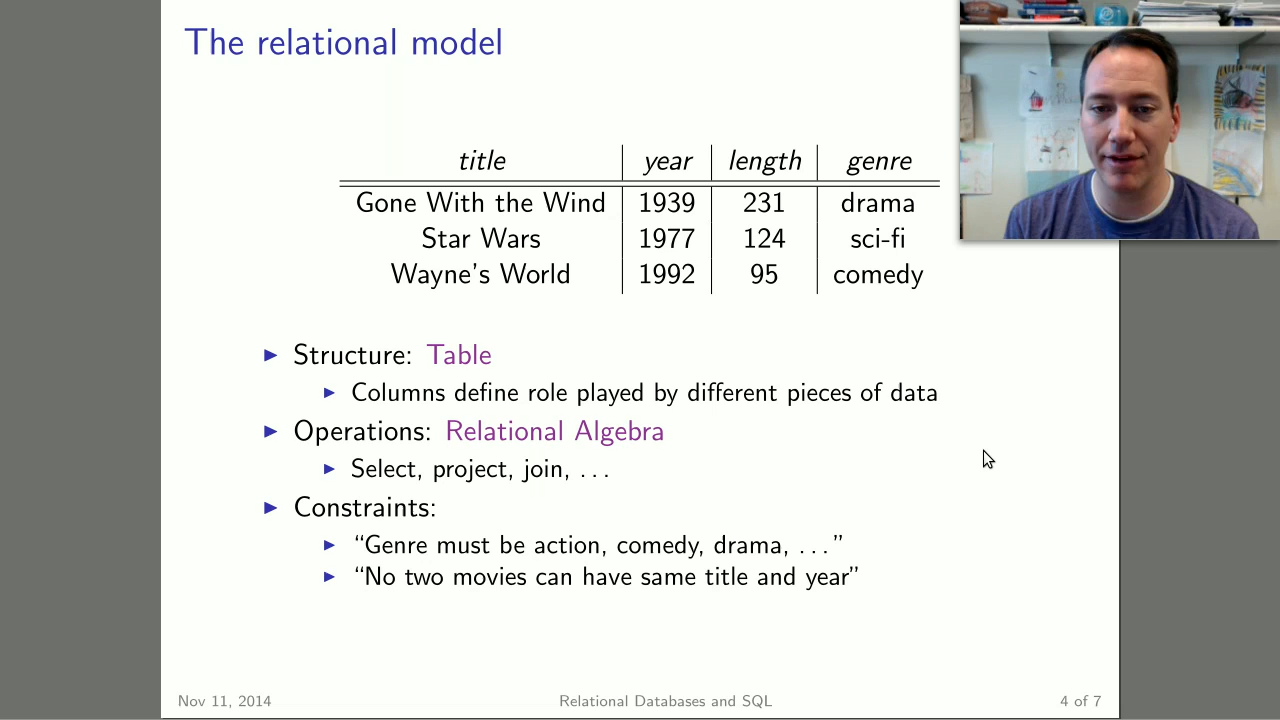 The relational model
title year length genre
Gone With the Wind 1939 231 drama
Star Wars 1977 124 sci-fi
Wayne's World 1992 95 comedy
Structure: Table
Columns define role played by different pieces of data
Operations: Relational Algebra
Select, project, join, . . .
Constraints:
“Genre must be action, comedy, drama, . . . ”
“No two movies can have same title and year”
Nov 11, 2014 Relational Databases and SQL 4 of 7